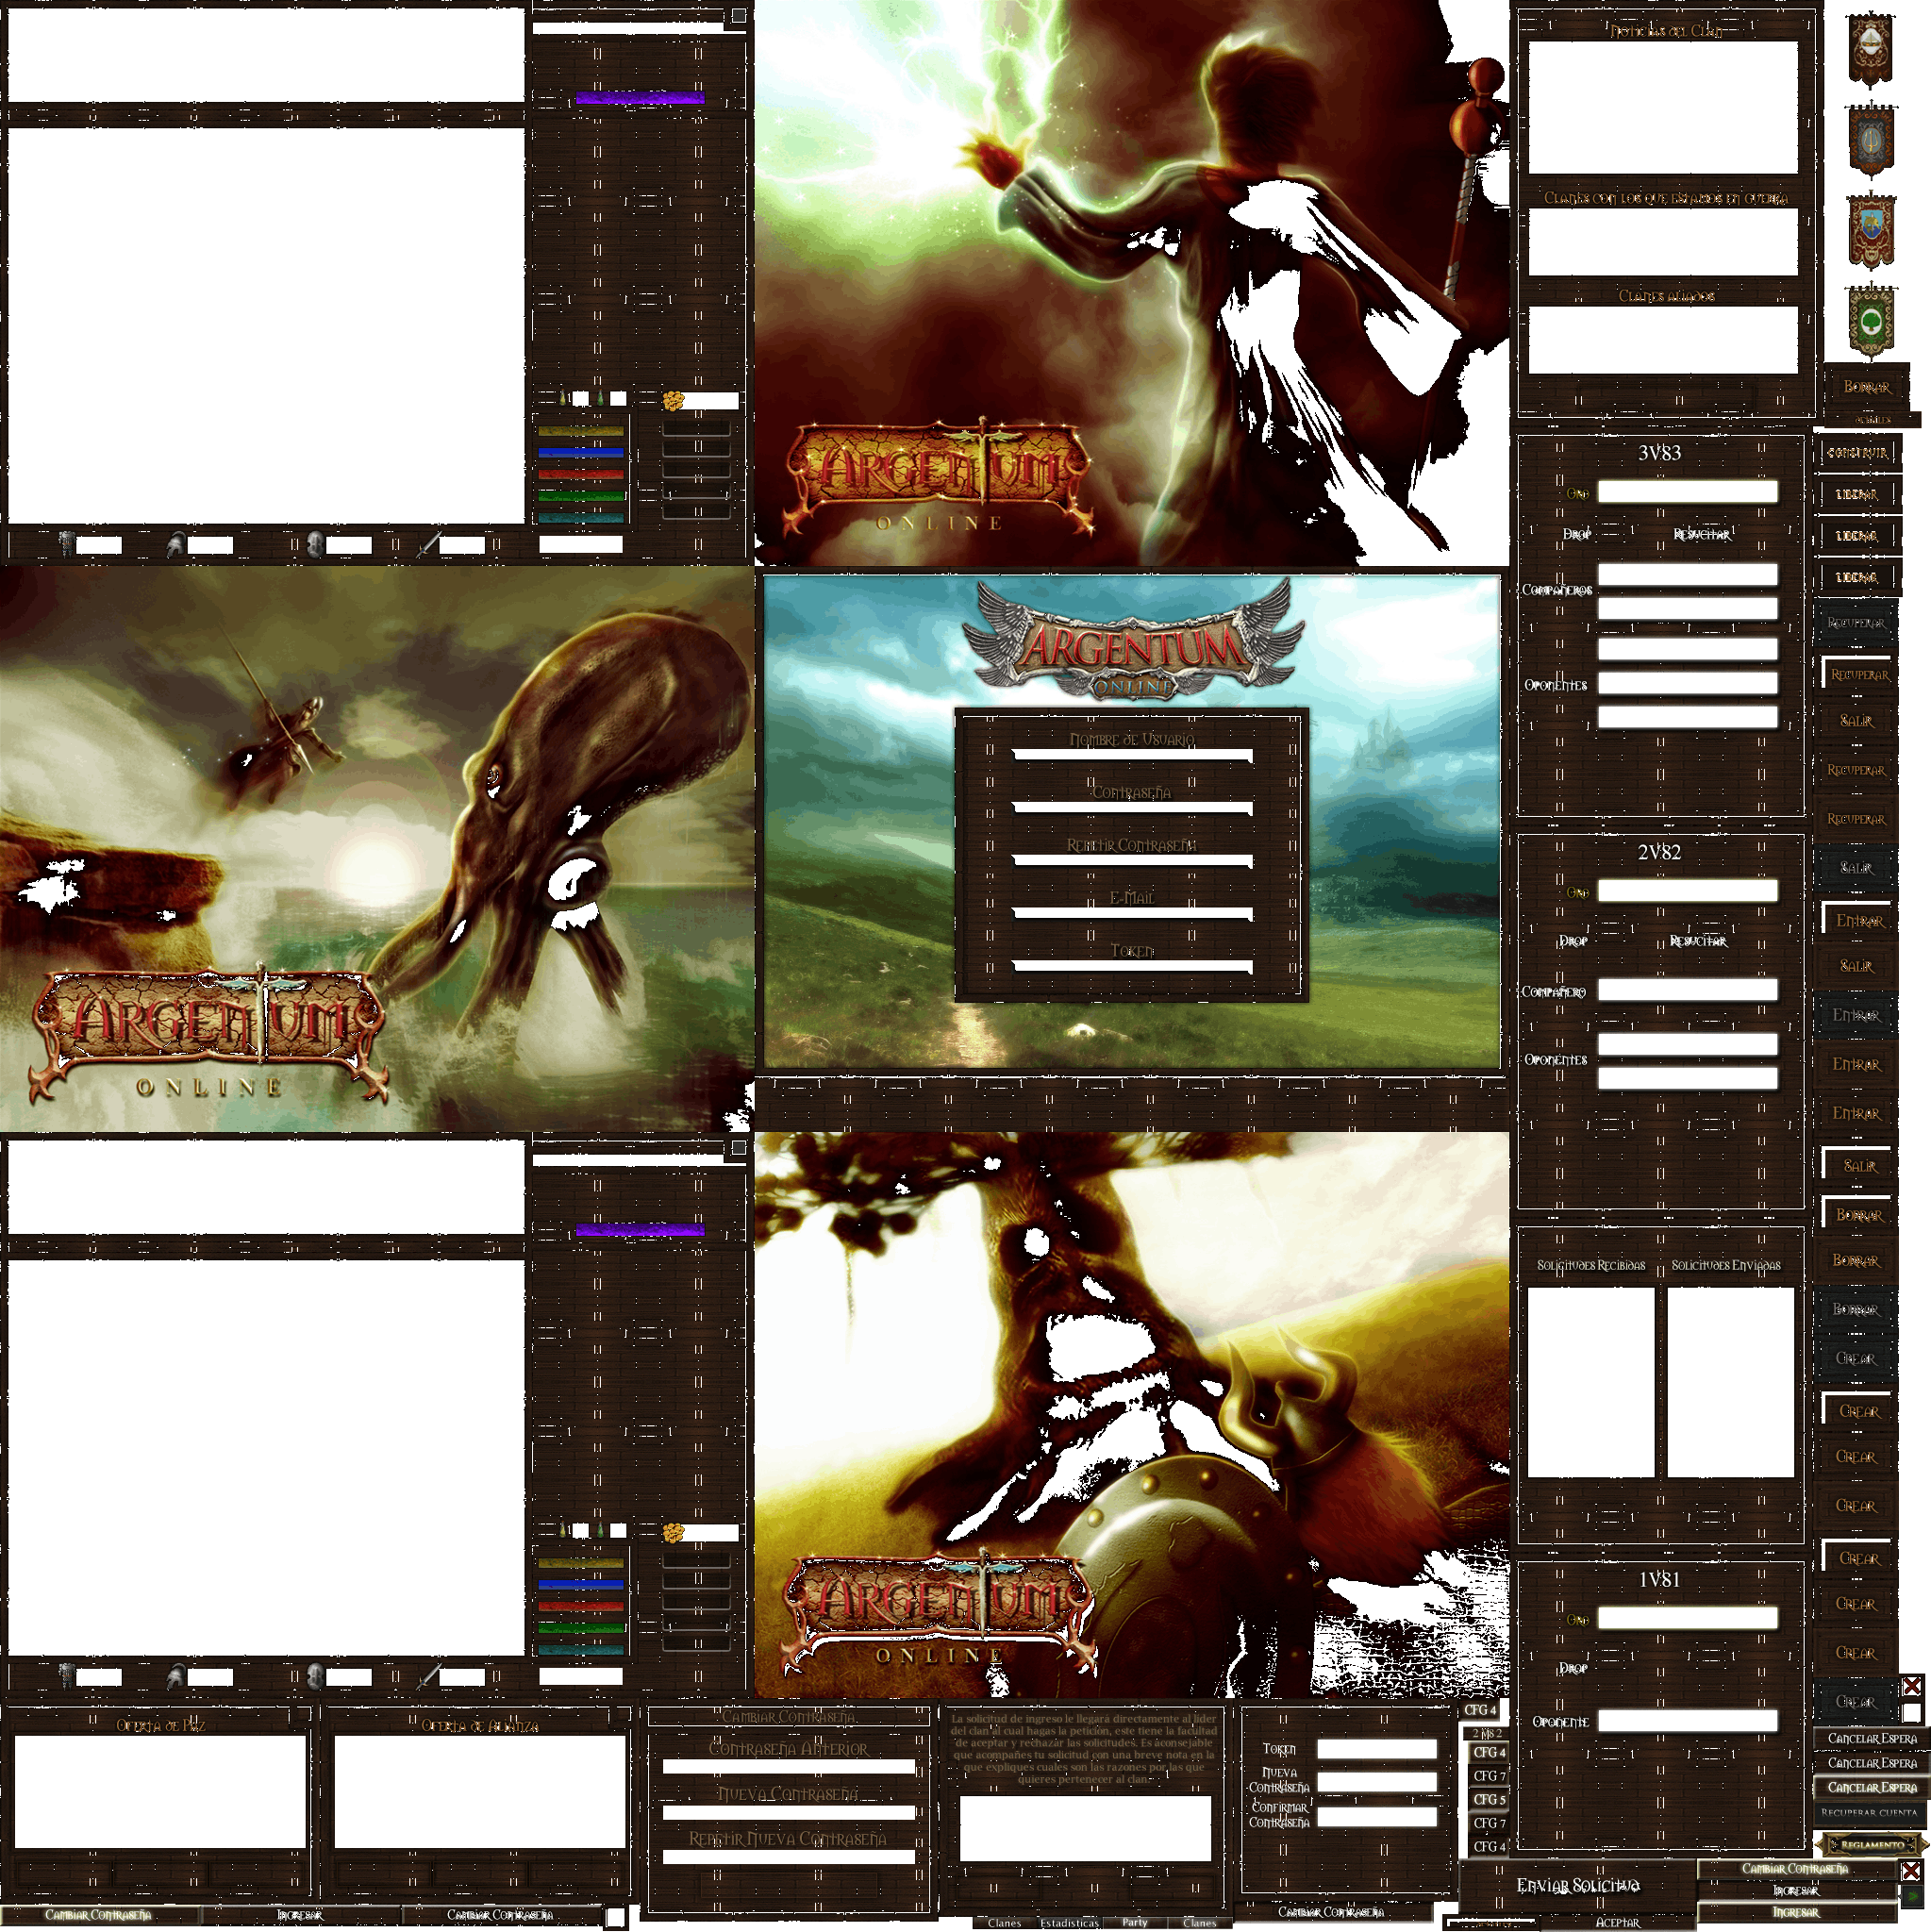 Noticias del Clan
Clanes con los que estamos en guerra
Clanes aliados
Borrar
Argentum
Online
3vs3
Oro
Drop
Resucitar
Compañeros
Oponentes
Construir
Liberar
Liberar
Liberar
Recuperar
Recuperar
Salir
Recuperar
Recuperar
Argentum
Online
Nombre de Usuario
Contraseña
Repetir Contraseña
E-Mail
Token
Argentum
Online
2vs2
Oro
Drop
Resucitar
Compañero
Oponentes
Salir
Entrar
Salir
Entrar
Entrar
Entrar
Salir
Borrar
Borrar
Borrar
Crear
Crear
Crear
Crear
Crear
Crear
Crear
Crear
Solicitudes Recibidas
Solicitudes Enviadas
Argentum
Online
1vs1
Oro
Drop
Oponente
Oferta de Paz
Oferta de Alianza
Cambiar Contraseña
Contraseña Anterior
Nueva Contraseña
Repetir Nueva Contraseña
La solicitud de ingreso le llegará directamente al líder
del clan al cual hagas la petición, este tiene la facultad
de aceptar y rechazar las solicitudes. Es aconsejable
que acompañes tu solicitud con una breve nota en la
que expliques cuales son las razones por las que
quieres pertenecer al clan.
Token
Nueva
Contraseña
Confirmar
Contraseña
CFG 4
CFG 4
CFG 7
CFG 5
CFG 7
CFG 4
Cancelar Espera
Cancelar Espera
Cancelar Espera
Recuperar cuenta
Reglamento
Enviar Solicitud
Cambiar Contraseña
Ingresar
Ingresar
Cambiar Contraseña
Ingresar
Cambiar Contraseña
Clanes
Estadisticas
Party
Clanes
Cambiar Contraseña
Aceptar